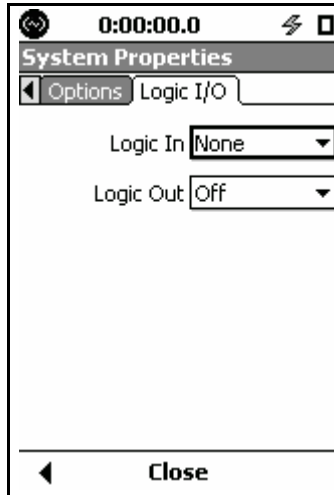 0:00:00.0
System Properties
Options Logic I/O
Logic In None
Logic Out Off
Close